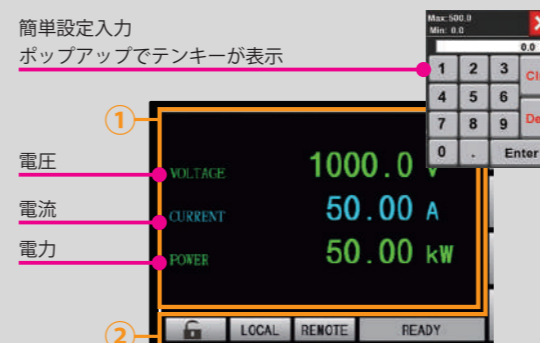 簡単設定入力
ポップアップでテンキーが表示
Max: 500.0
Min: 0.0
0.0
1 2 3
4 5 6
7 8 9
0 . Enter
①
電圧
VOLTAGE 1000.0 V
電流
CURRENT 50.00 A
電力
POWER 50.00 kW
②
LOCAL REMOTE READY